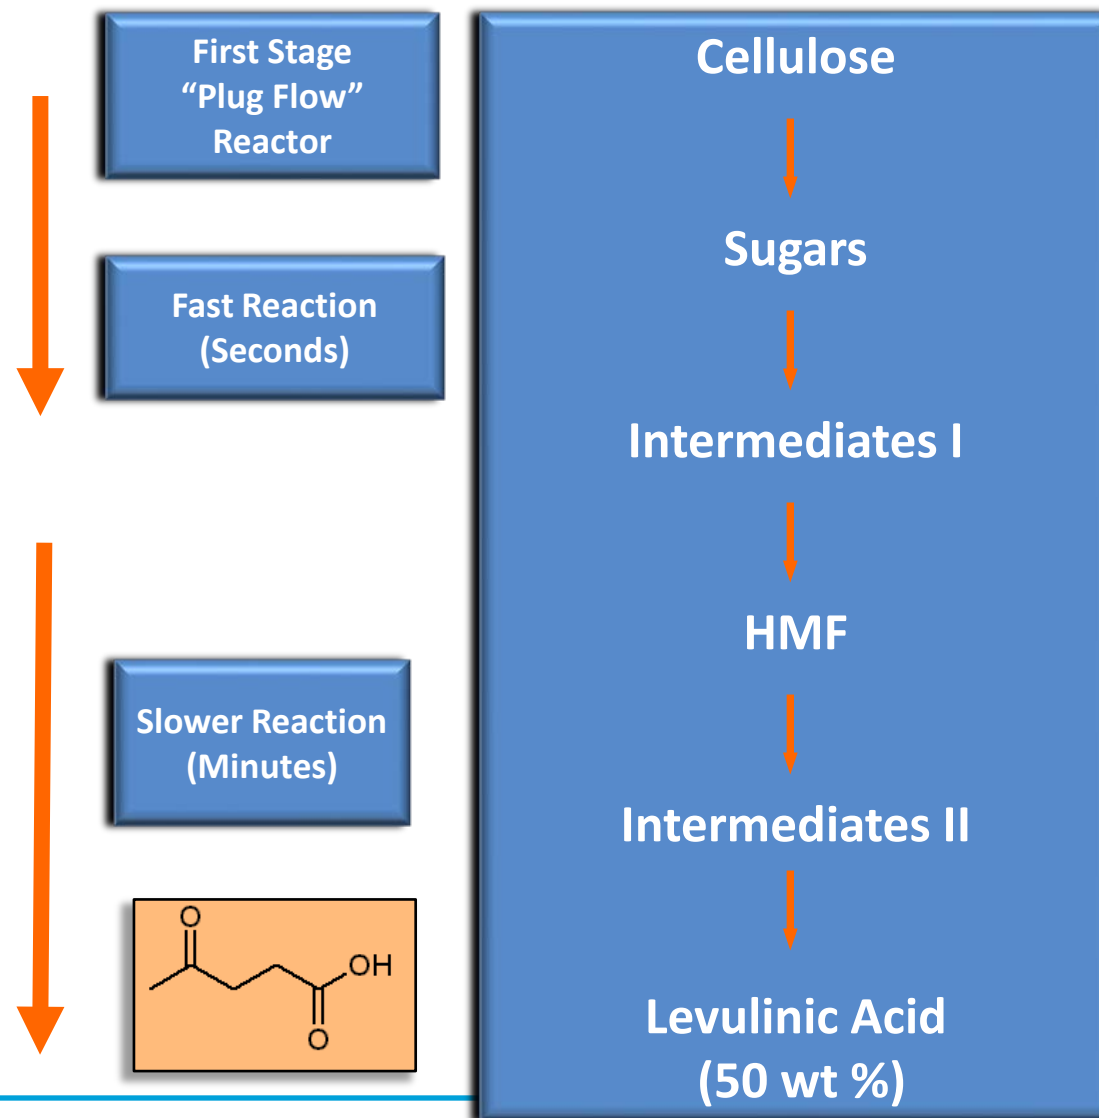 First Stage
“Plug Flow”
Reactor
Fast Reaction
(Seconds)
Slower Reaction
(Minutes)
O
OH
O
Cellulose
Sugars
Intermediates I
HMF
Intermediates II
Levulinic Acid
(50 wt %)